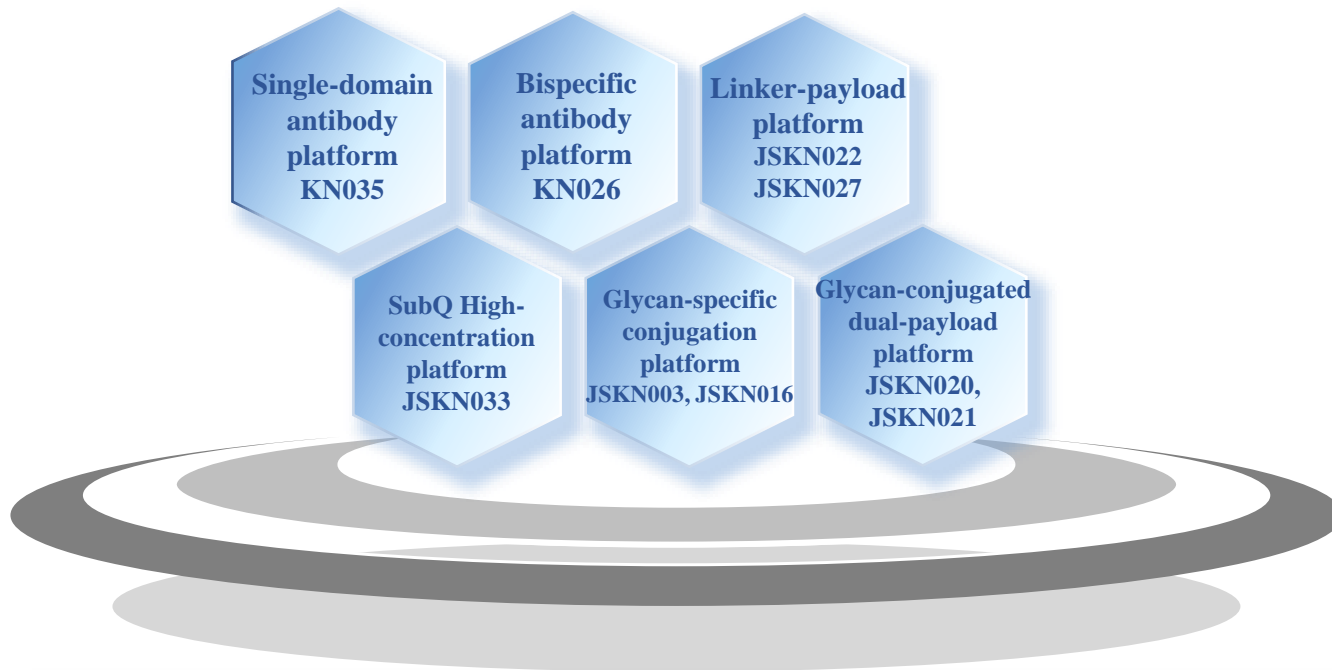 Single-domain
antibody
platform
KN035
Bispecific
antibody
platform
KN026
Linker-payload
platform
JSKN022
JSKN027
SubQ High-
concentration
platform
JSKN033
Glycan-specific
conjugation
platform
JSKN003, JSKN016
Glycan-conjugated
dual-payload
platform
JSKN020,
JSKN021